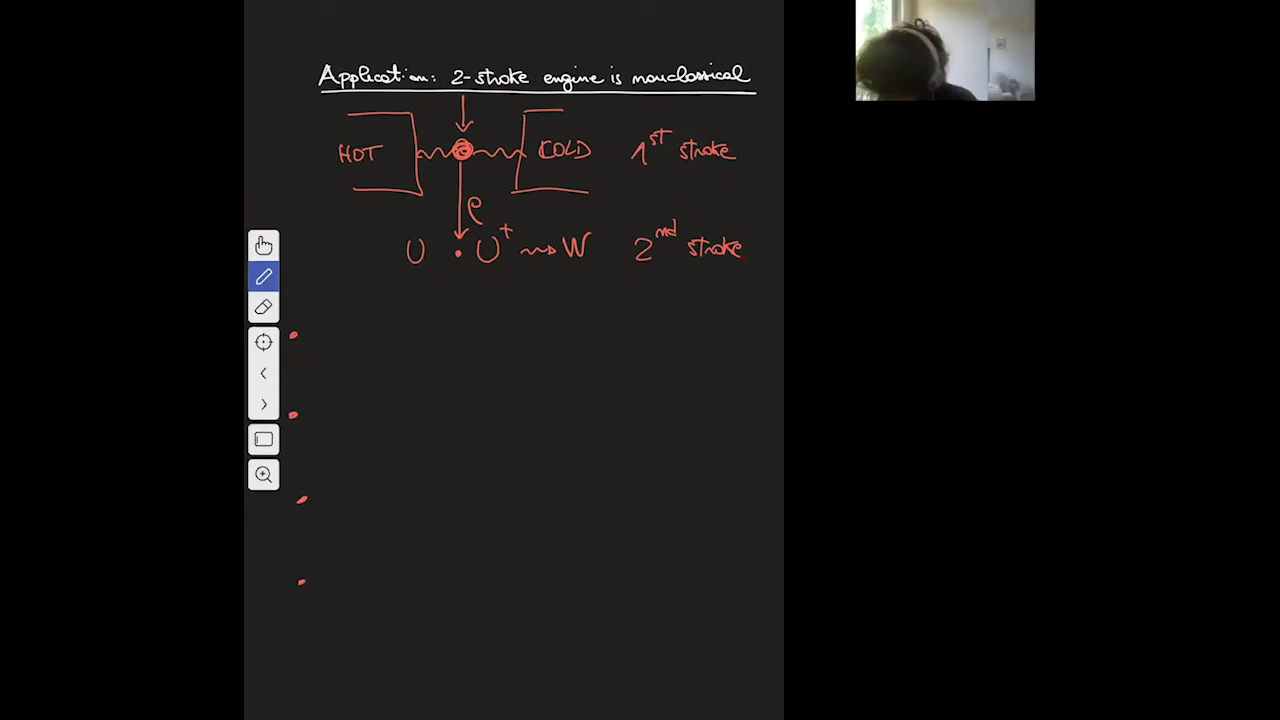 Application: 2-stroke engine is nonclassical
HOT COLD 1st stroke
ρ
U · U† ⇝ W 2nd stroke